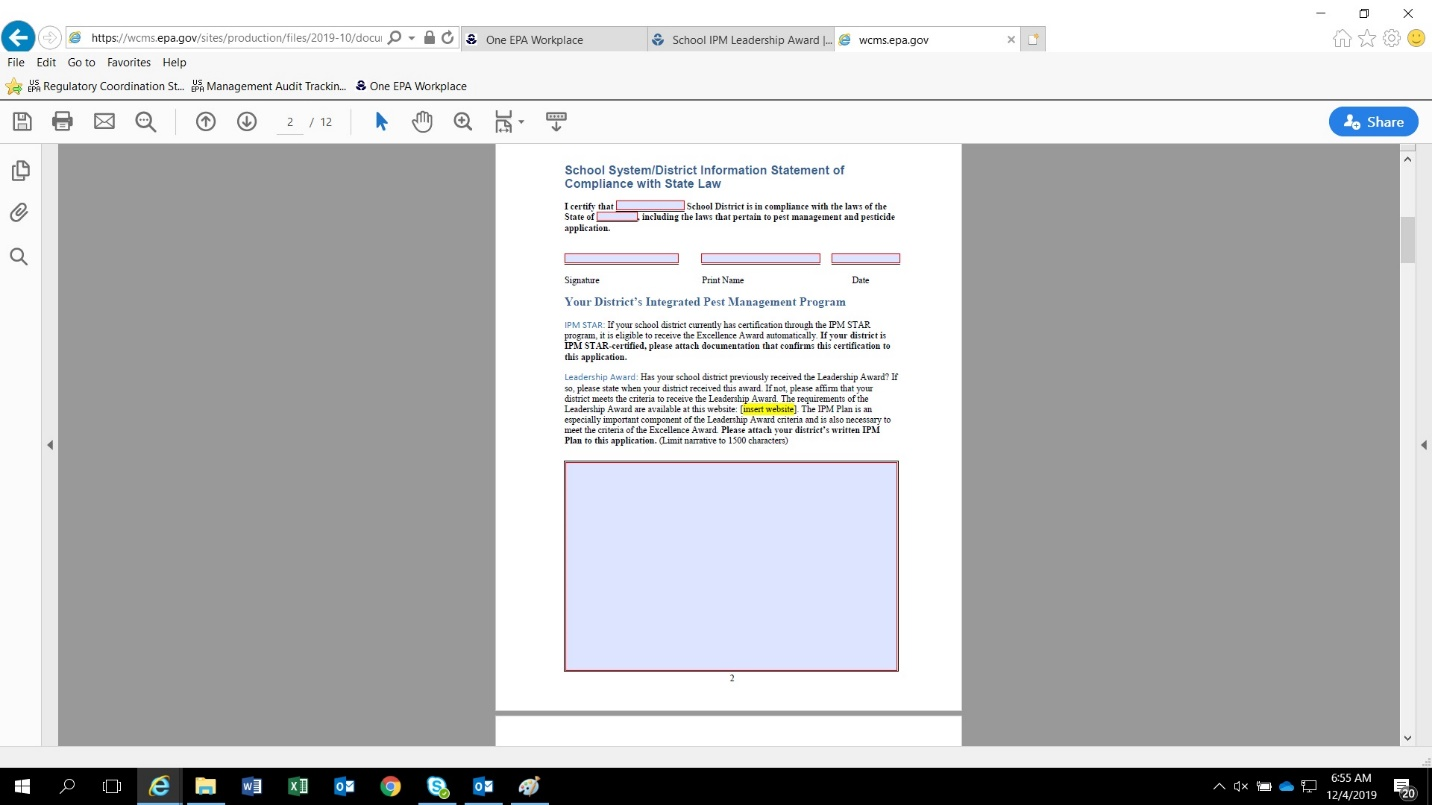 https://wcms.epa.gov/sites/production/files/2019-10/docu
One EPA Workplace
School IPM Leadership Award |...
wcms.epa.gov
File Edit Go to Favorites Help
US EPA Regulatory Coordination St...
US EPA Management Audit Trackin...
One EPA Workplace
2 / 12
Share
School System/District Information Statement of
Compliance with State Law
I certify that School District is in compliance with the laws of the
State of , including the laws that pertain to pest management and pesticide
application.
Signature Print Name Date
Your District's Integrated Pest Management Program
IPM STAR: If your school district currently has certification through the IPM STAR
program, it is eligible to receive the Excellence Award automatically. If your district is
IPM STAR-certified, please attach documentation that confirms this certification to
this application.
Leadership Award: Has your school district previously received the Leadership Award? If
so, please state when your district received this award. If not, please affirm that your
district meets the criteria to receive the Leadership Award. The requirements of the
Leadership Award are available at this website: [insert website]. The IPM Plan is an
especially important component of the Leadership Award criteria and is also necessary to
meet the criteria of the Excellence Award. Please attach your district's written IPM
Plan to this application. (Limit narrative to 1500 characters)
2
6:55 AM
12/4/2019
20